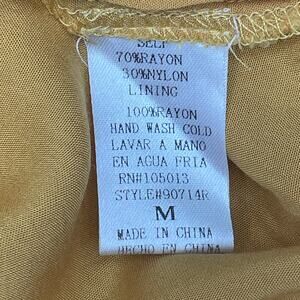 SELF
70%RAYON
30%NYLON
LINING
100%RAYON
HAND WASH COLD
LAVAR A MANO
EN AGUA FRIA
RN#105013
STYLE#90714R
M
MADE IN CHINA
HECHO EN CHINA